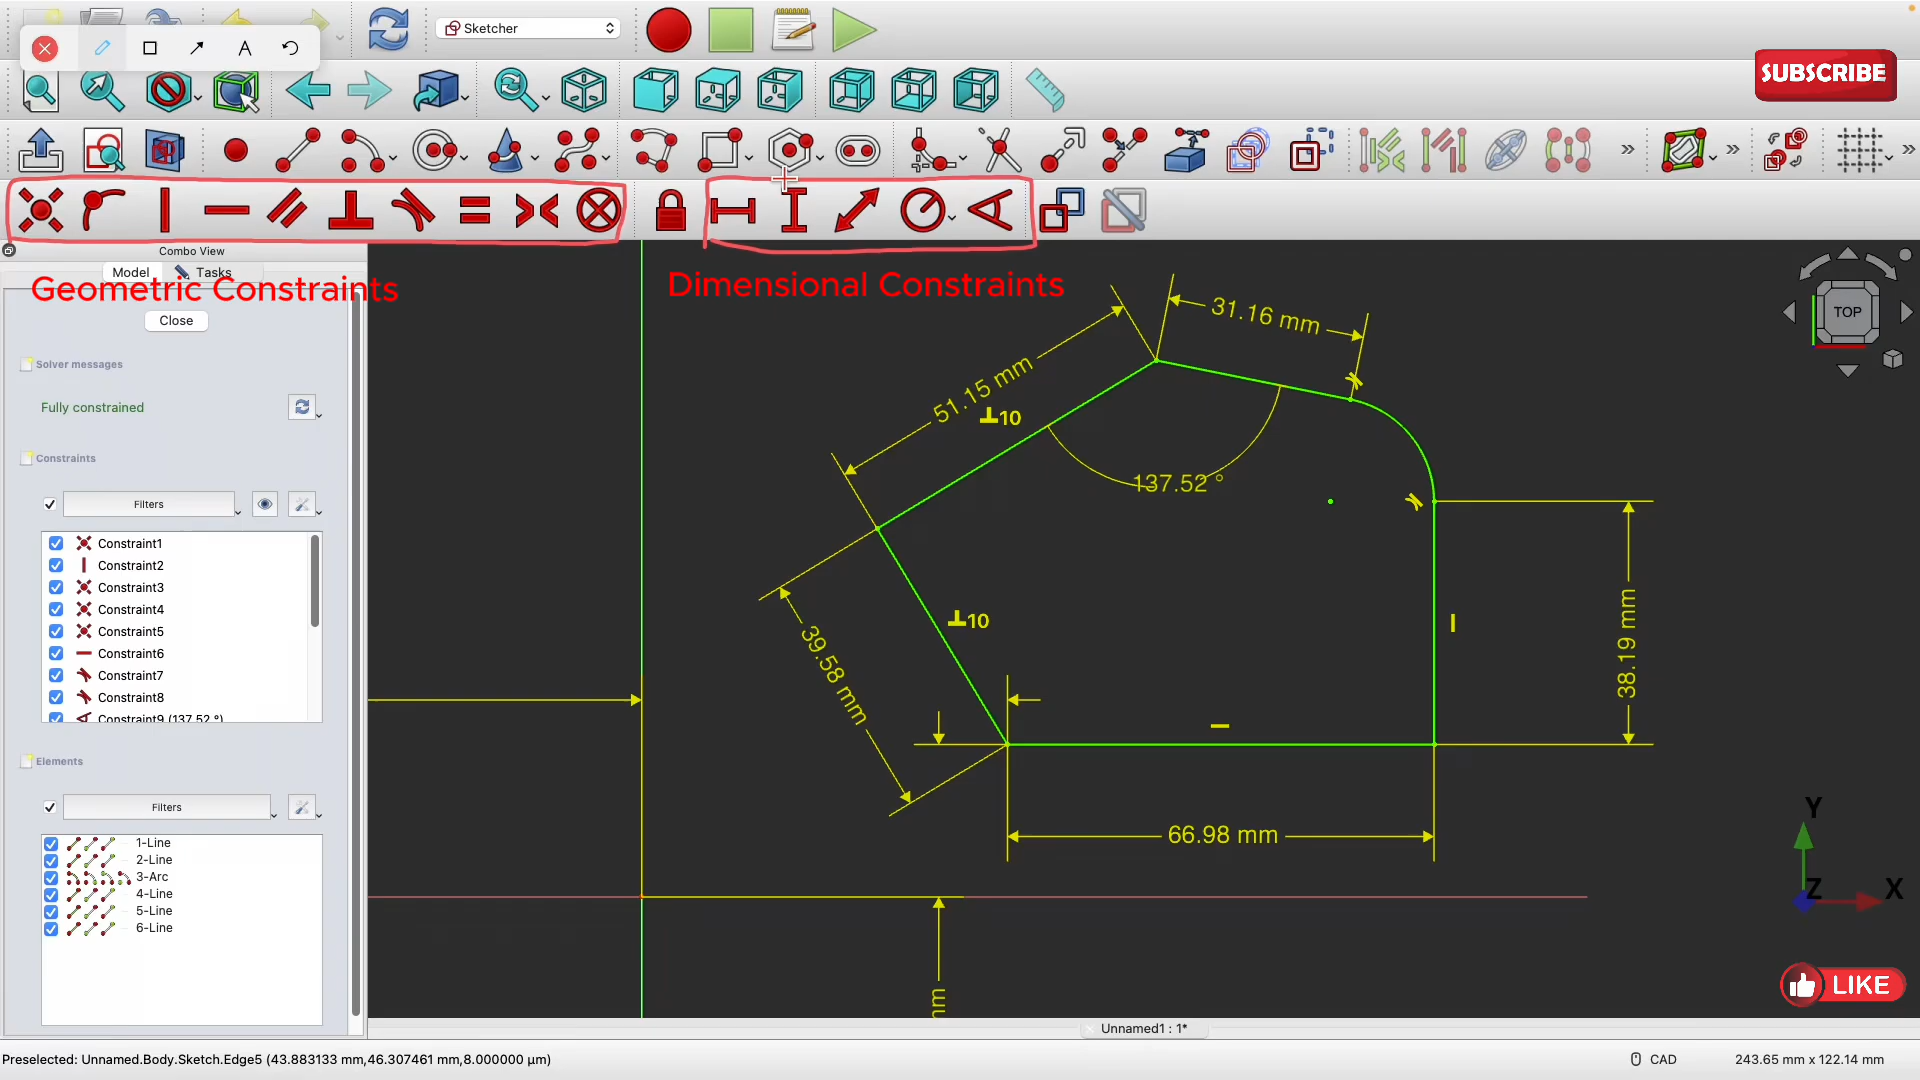 Sketcher
SUBSCRIBE
Combo View
Model
Tasks
Geometric Constraints
Dimensional Constraints
Close
Solver messages
Fully constrained
Constraints
Filters
Constraint1
Constraint2
Constraint3
Constraint4
Constraint5
Constraint6
Constraint7
Constraint8
Constraint9 (137.52 °)
Elements
Filters
1-Line
2-Line
3-Arc
4-Line
5-Line
6-Line
31.16 mm
51.15 mm
10
137.52 °
10
39.58 mm
38.19 mm
66.98 mm
mm
TOP
Y
Z
X
LIKE
Unnamed1 : 1*
Preselected: Unnamed.Body.Sketch.Edge5 (43.883133 mm,46.307461 mm,8.000000 µm)
CAD
243.65 mm x 122.14 mm